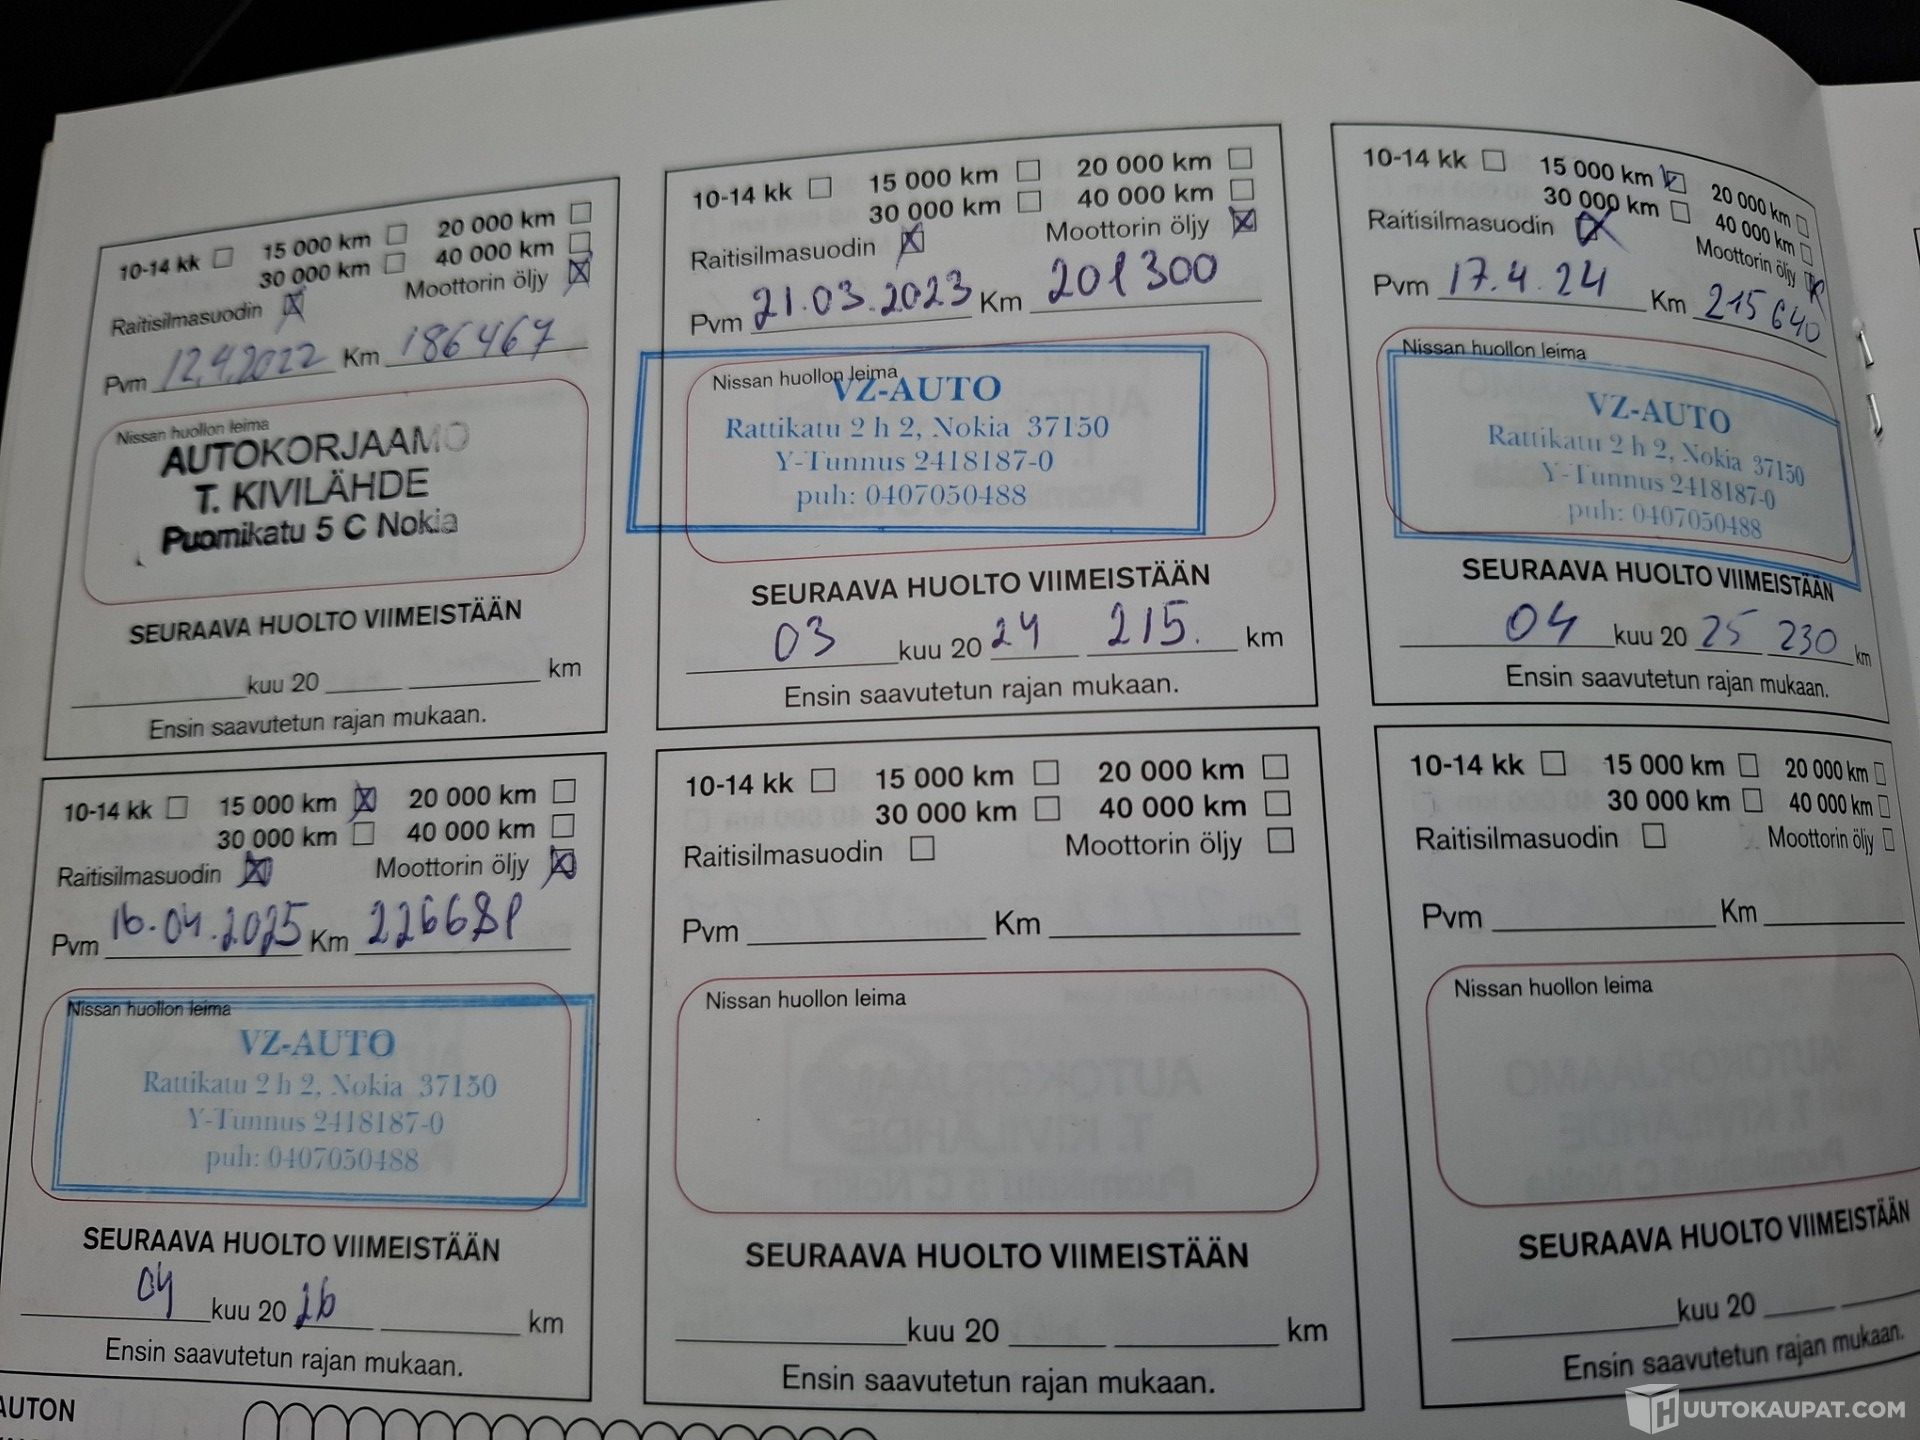 10-14 kk 15 000 km 20 000 km
30 000 km 40 000 km
Raitisilmasuodin Moottorin öljy
Pvm 12.4.2022 Km 186467
Nissan huollon leima
AUTOKORJAAMO
T. KIVILÄHDE
Puomikatu 5 C Nokia
SEURAAVA HUOLTO VIIMEISTÄÄN
kuu 20 km
Ensin saavutetun rajan mukaan.
10-14 kk 15 000 km 20 000 km
30 000 km 40 000 km
Raitisilmasuodin Moottorin öljy
Pvm 21.03.2023 Km 201300
Nissan huollon leima
VZ-AUTO
Rattikatu 2 h 2, Nokia 37150
Y-Tunnus 2418187-0
puh: 0407050488
SEURAAVA HUOLTO VIIMEISTÄÄN
03 kuu 20 24 215. km
Ensin saavutetun rajan mukaan.
10-14 kk 15 000 km 20 000 km
30 000 km 40 000 km
Raitisilmasuodin Moottorin öljy
Pvm 17.4.24 Km 215640
Nissan huollon leima
VZ-AUTO
Rattikatu 2 h 2, Nokia 37150
Y-Tunnus 2418187-0
puh: 0407050488
SEURAAVA HUOLTO VIIMEISTÄÄN
04 kuu 20 25 230 km
Ensin saavutetun rajan mukaan.
10-14 kk 15 000 km 20 000 km
30 000 km 40 000 km
Raitisilmasuodin Moottorin öljy
Pvm 16.04.2025 Km
Nissan huollon leima
VZ-AUTO
Rattikatu 2 h 2, Nokia 37150
Y-Tunnus 2418187-0
puh: 0407050488
SEURAAVA HUOLTO VIIMEISTÄÄN
04 kuu 20 26 km
Ensin saavutetun rajan mukaan.
10-14 kk 15 000 km 20 000 km
30 000 km 40 000 km
Raitisilmasuodin Moottorin öljy
Pvm Km
Nissan huollon leima
SEURAAVA HUOLTO VIIMEISTÄÄN
kuu 20 km
Ensin saavutetun rajan mukaan.
10-14 kk 15 000 km 20 000 km
30 000 km 40 000 km
Raitisilmasuodin Moottorin öljy
Pvm Km
Nissan huollon leima
SEURAAVA HUOLTO VIIMEISTÄÄN
kuu 20
Ensin saavutetun rajan mukaan.
AUTON
HUUTOKAUPAT.COM